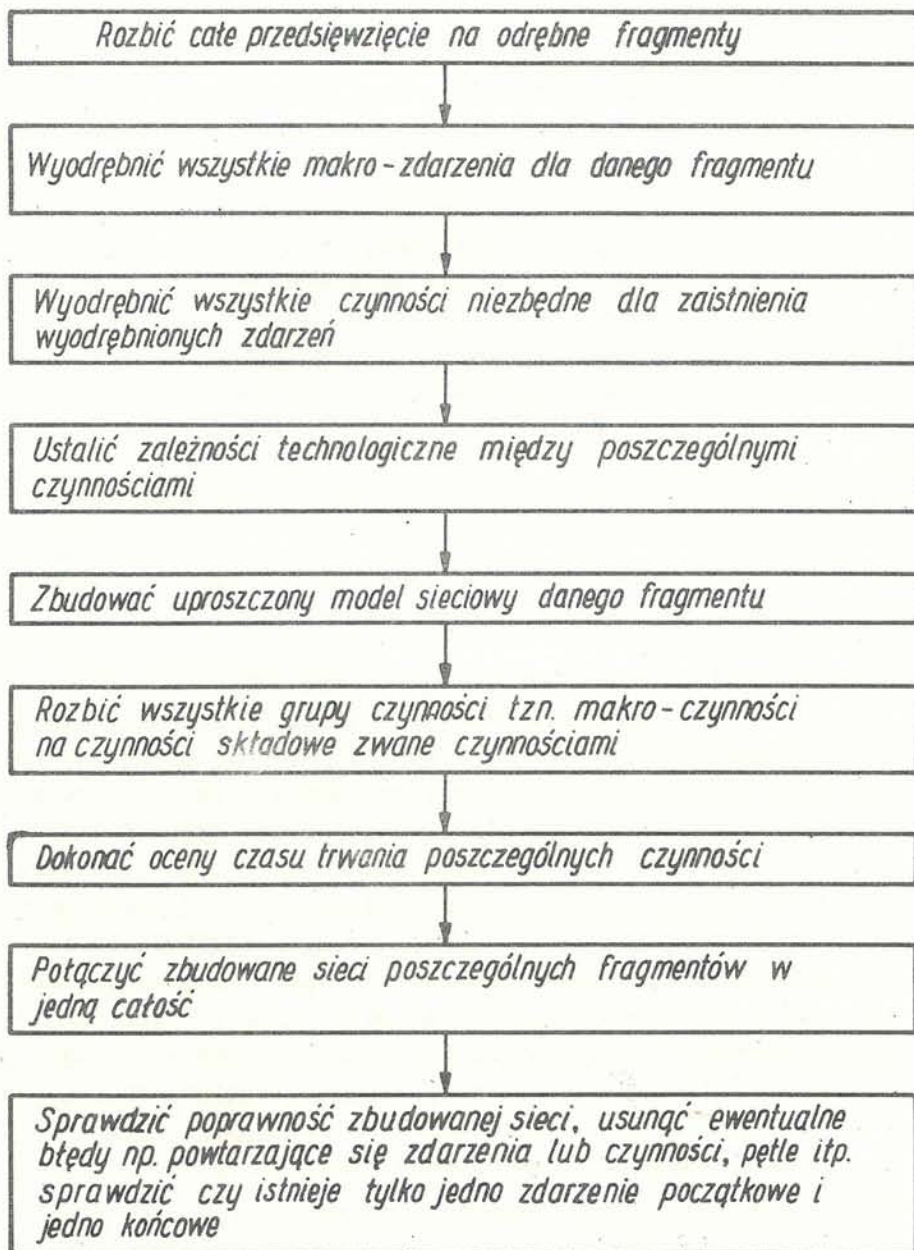 Rozbić całe przedsięwzięcie na odrębne fragmenty
Wyodrębnić wszystkie makro-zdarzenia dla danego fragmentu
Wyodrębnić wszystkie czynności niezbędne dla zaistnienia
wyodrębnionych zdarzeń
Ustalić zależności technologiczne między poszczególnymi
czynnościami
Zbudować uproszczony model sieciowy danego fragmentu
Rozbić wszystkie grupy czynności tzn. makro-czynności
na czynności składowe zwane czynnościami
Dokonać oceny czasu trwania poszczególnych czynności
Połączyć zbudowane sieci poszczególnych fragmentów w
jedną całość
Sprawdzić poprawność zbudowanej sieci, usunąć ewentualne
błędy np. powtarzające się zdarzenia lub czynności, pętle itp.
sprawdzić czy istnieje tylko jedno zdarzenie początkowe i
jedno końcowe